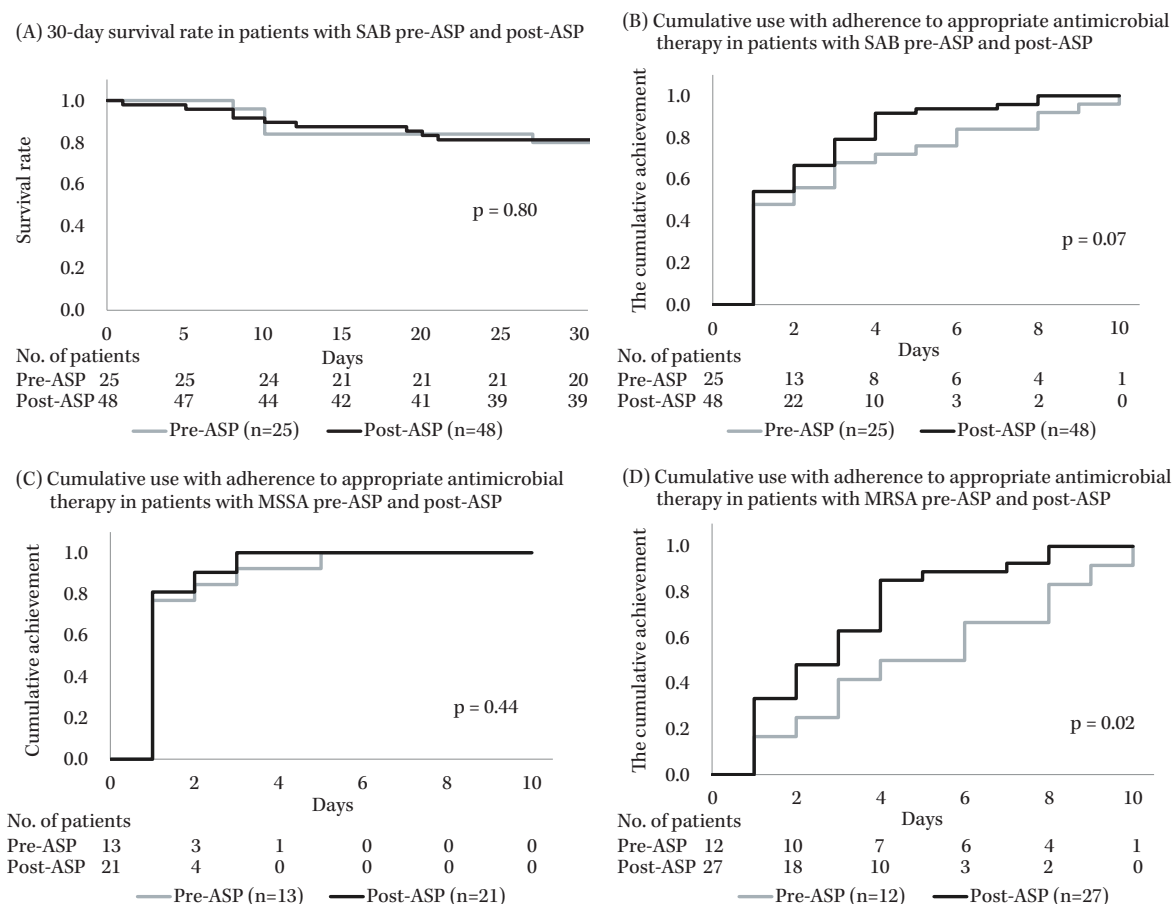 (A) 30-day survival rate in patients with SAB pre-ASP and post-ASP
1.0
0.8
0.6
0.4
0.2
0.0
Survival rate
p = 0.80
0 5 10 15 20 25 30
Days
No. of patients
Pre-ASP 25 25 24 21 21 21 20
Post-ASP 48 47 44 42 41 39 39
Pre-ASP (n=25) Post-ASP (n=48)
(B) Cumulative use with adherence to appropriate antimicrobial
therapy in patients with SAB pre-ASP and post-ASP
1.0
0.8
0.6
0.4
0.2
0.0
The cumulative achievement
p = 0.07
0 2 4 6 8 10
Days
No. of patients
Pre-ASP 25 13 8 6 4 1
Post-ASP 48 22 10 3 2 0
Pre-ASP (n=25) Post-ASP (n=48)
(C) Cumulative use with adherence to appropriate antimicrobial
therapy in patients with MSSA pre-ASP and post-ASP
1.0
0.8
0.6
0.4
0.2
0.0
Cumulative achievement
p = 0.44
0 2 4 6 8 10
Days
No. of patients
Pre-ASP 13 3 1 0 0 0
Post-ASP 21 4 0 0 0 0
Pre-ASP (n=13) Post-ASP (n=21)
(D) Cumulative use with adherence to appropriate antimicrobial
therapy in patients with MRSA pre-ASP and post-ASP
1.0
0.8
0.6
0.4
0.2
0.0
The cumulative achievement
p = 0.02
0 2 4 6 8 10
Days
No. of patients
Pre-ASP 12 10 7 6 4 1
Post-ASP 27 18 10 3 2 0
Pre-ASP (n=12) Post-ASP (n=27)